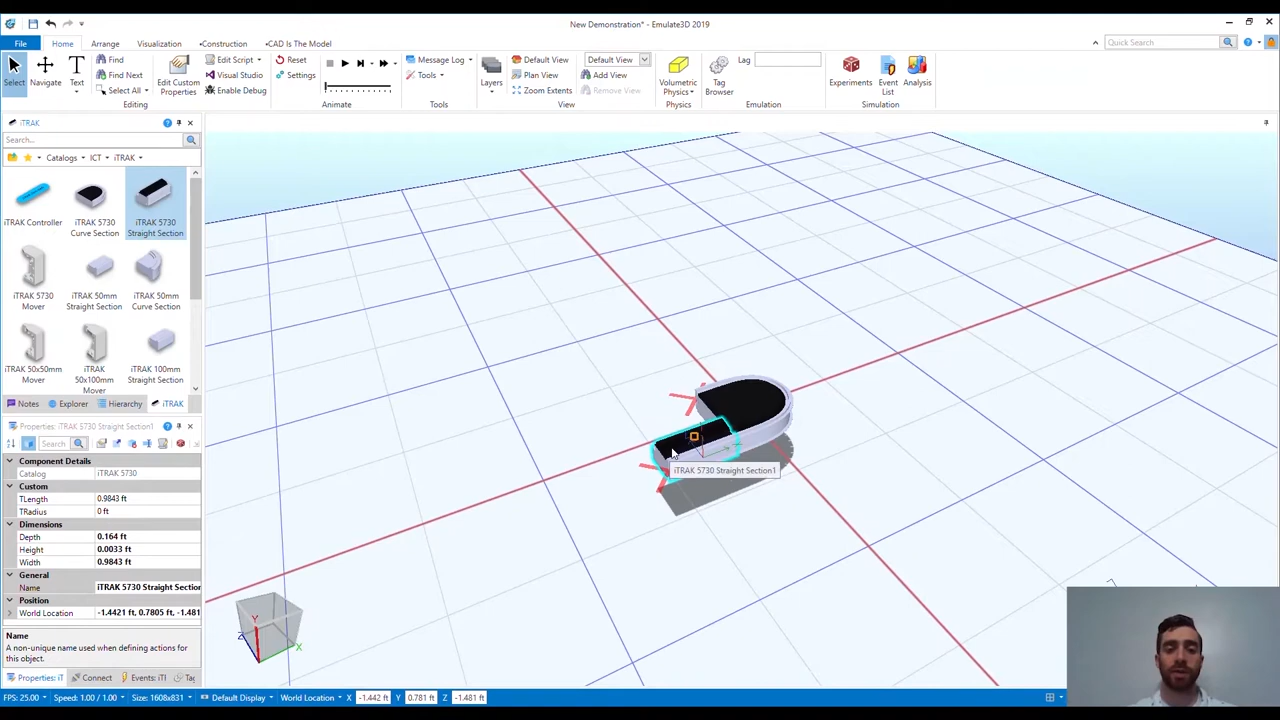 New Demonstration* - Emulate3D 2019
File
Home
Arrange
Visualization
Construction
CAD Is The Model
Quick Search
Select
Navigate
Text
Find
Find Next
Select All
Editing
Edit Custom Properties
Edit Script
Visual Studio
Enable Debug
Reset
Settings
Animate
Message Log
Tools
Tools
Layers
Default View
Plan View
Zoom Extents
Default View
Add View
Remove View
View
Volumetric Physics
Physics
Tag Browser
Lag
Emulation
Experiments
Event List
Analysis
Simulation
iTRAK
Search...
Catalogs
ICT
iTRAK
iTRAK Controller
iTRAK 5730 Curve Section
iTRAK 5730 Straight Section
iTRAK 5730 Mover
iTRAK 50mm Straight Section
iTRAK 50mm Curve Section
iTRAK 50x50mm Mover
iTRAK 50x100mm Mover
iTRAK 100mm Straight Section
Notes
Explorer
Hierarchy
iTRAK
Properties: iTRAK 5730 Straight Section1
Search
Component Details
Catalog iTRAK 5730
Custom
TLength 0.9843 ft
TRadius 0 ft
Dimensions
Depth 0.164 ft
Height 0.0033 ft
Width 0.9843 ft
General
Name iTRAK 5730 Straight Section
Position
World Location -1.4421 ft, 0.7805 ft, -1.481
Name
A non-unique name used when defining actions for this object.
Properties: iT
Connect
Events: iTI
Tag
iTRAK 5730 Straight Section1
Y
Z
X
FPS: 25.00
Speed: 1.00 / 1.00
Size: 1608x831
Default Display
World Location
X -1.442 ft
Y 0.781 ft
Z -1.481 ft